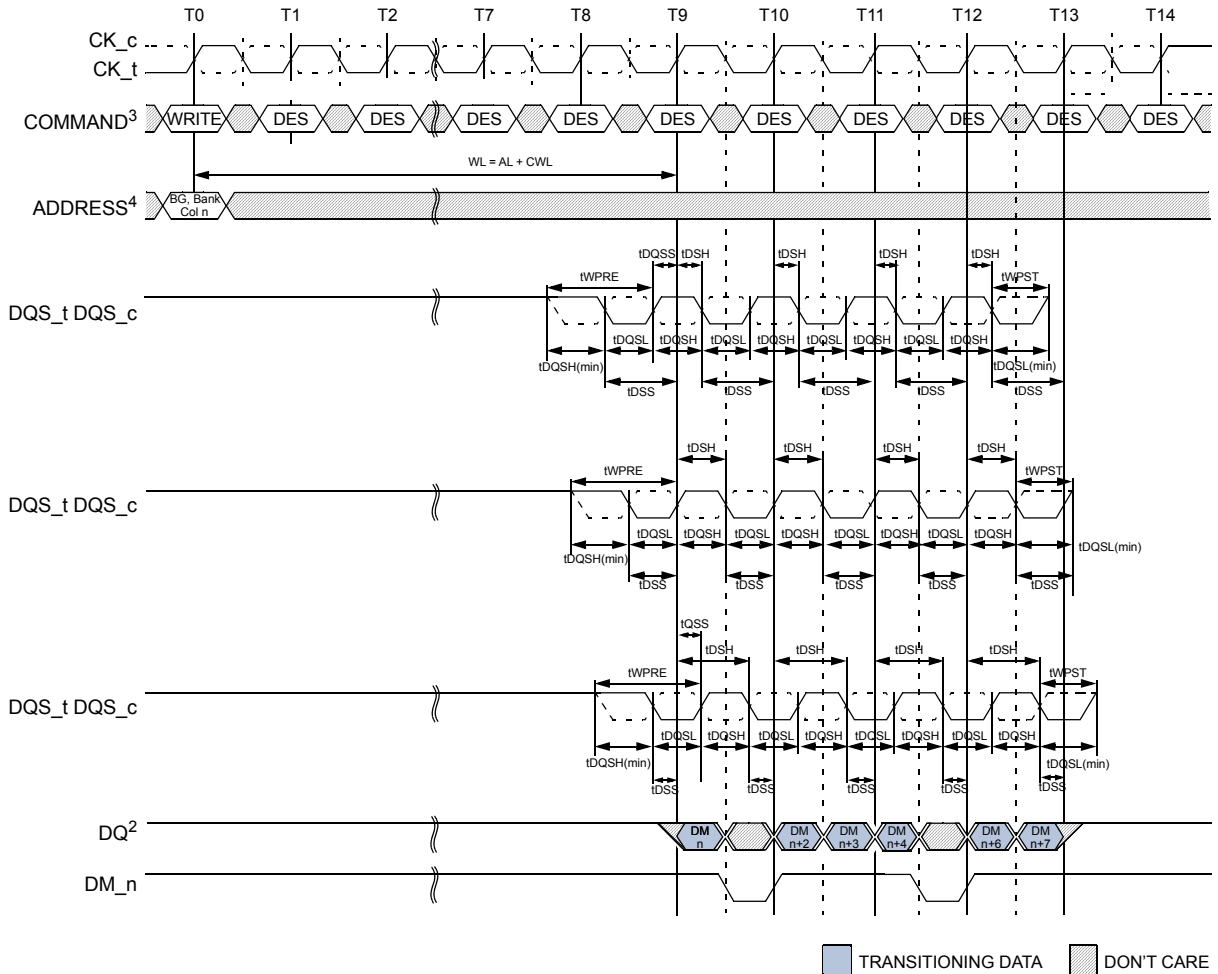 T0 T1 T2 T7 T8 T9 T10 T11 T12 T13 T14
CK_c
CK_t
COMMAND3 WRITE DES DES DES DES DES DES DES DES DES DES
WL = AL + CWL
ADDRESS4 BG, Bank
Col n
tDQSS tDSH tDSH tDSH tDSH
tWPRE tWPST
DQS_t DQS_c
tDQSL tDQSH tDQSL tDQSH tDQSL tDQSH tDQSL tDQSH
tDQSH(min) tDQSL(min)
tDSS tDSS tDSS tDSS tDSS
tDSH tDSH tDSH tDSH
tWPRE tWPST
DQS_t DQS_c
tDQSL tDQSH tDQSL tDQSH tDQSL tDQSH tDQSL tDQSH
tDQSH(min) tDQSL(min)
tDSS tDSS tDSS tDSS tDSS
tQSS
tDSH tDSH tDSH tDSH
tWPRE tWPST
DQS_t DQS_c
tDQSL tDQSH tDQSL tDQSH tDQSL tDQSH tDQSL tDQSH
tDQSH(min) tDQSL(min)
tDSS tDSS tDSS tDSS tDSS
DQ2 DM DM DM DM DM DM
n n+2 n+3 n+4 n+6 n+7
DM_n
TRANSITIONING DATA DON'T CARE